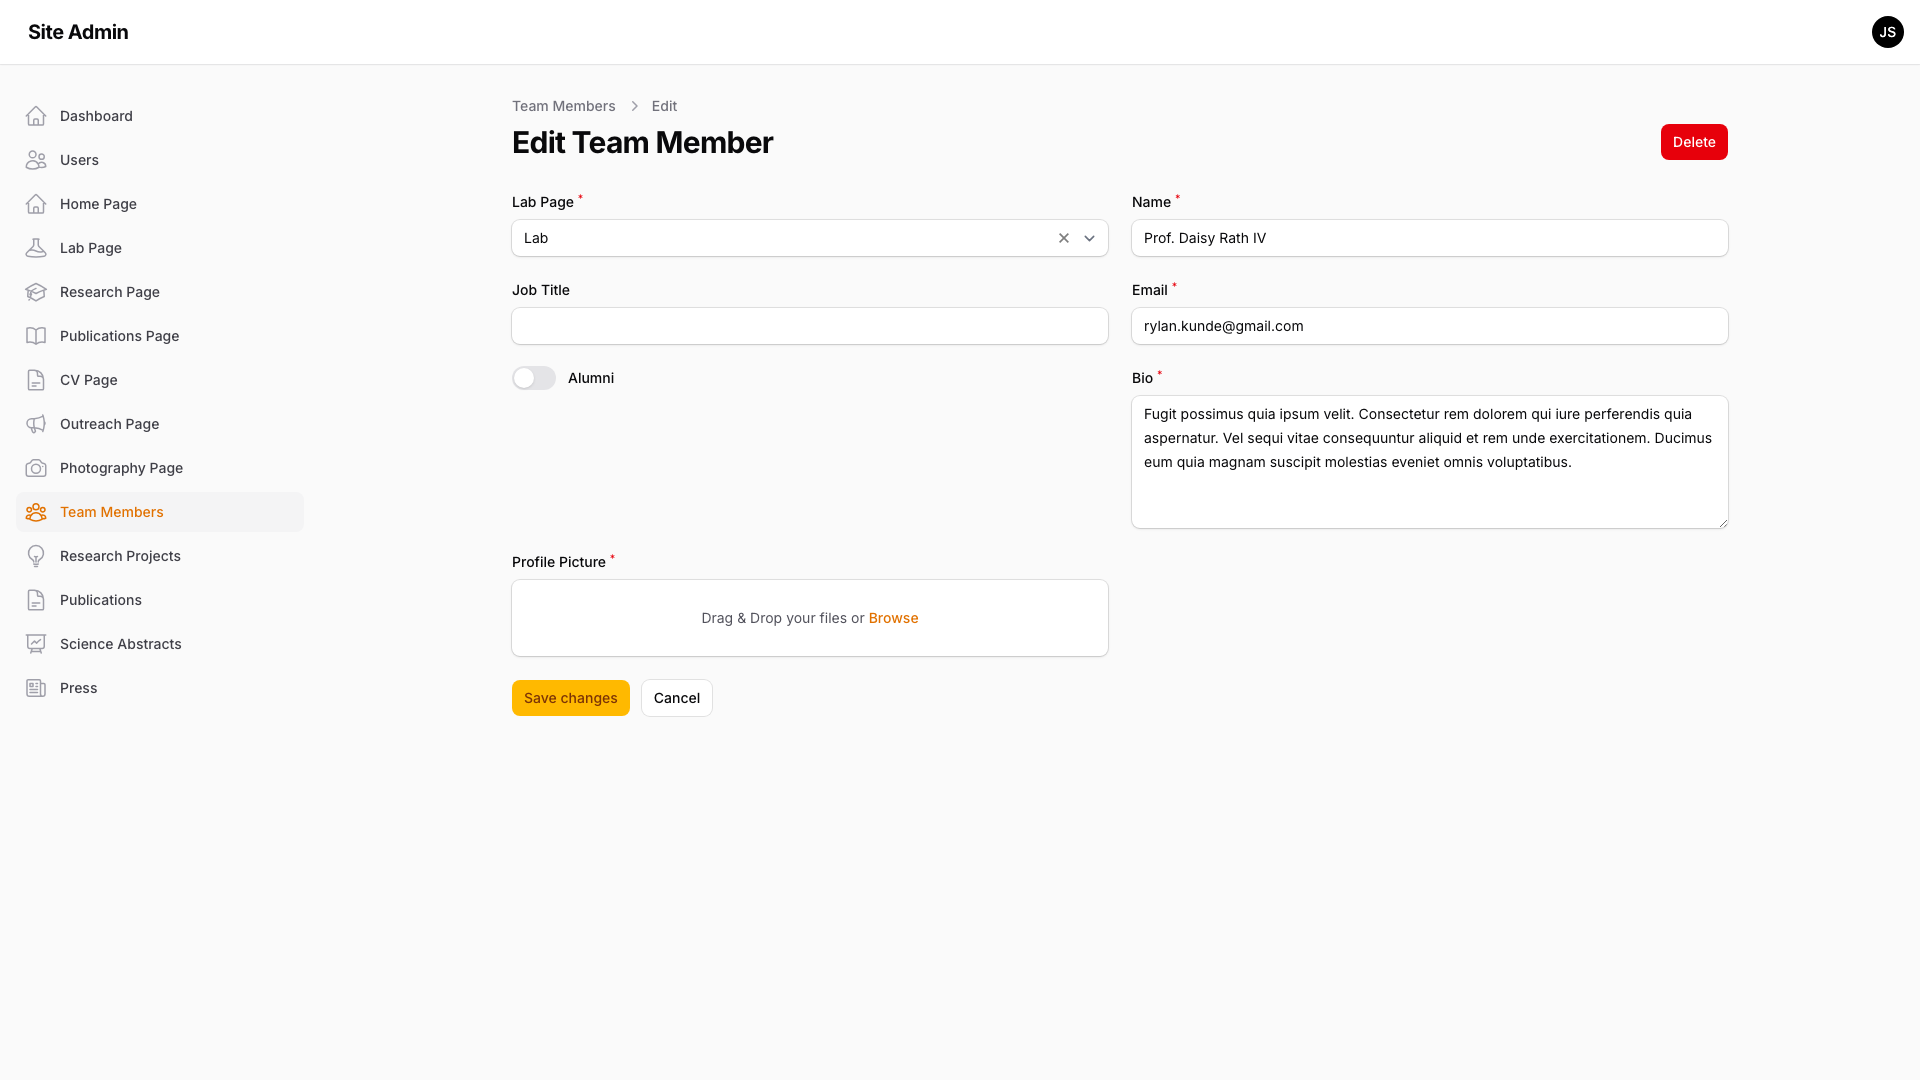 Site Admin
JS
Dashboard
Users
Home Page
Lab Page
Research Page
Publications Page
CV Page
Outreach Page
Photography Page
Team Members
Research Projects
Publications
Science Abstracts
Press
Team Members > Edit
Edit Team Member
Delete
Lab Page *
Lab
Name *
Prof. Daisy Rath IV
Job Title
Email *
rylan.kunde@gmail.com
Alumni
Bio *
Fugit possimus quia ipsum velit. Consectetur rem dolorem qui iure perferendis quia
aspernatur. Vel sequi vitae consequuntur aliquid et rem unde exercitationem. Ducimus
eum quia magnam suscipit molestias eveniet omnis voluptatibus.
Profile Picture *
Drag & Drop your files or Browse
Save changes
Cancel